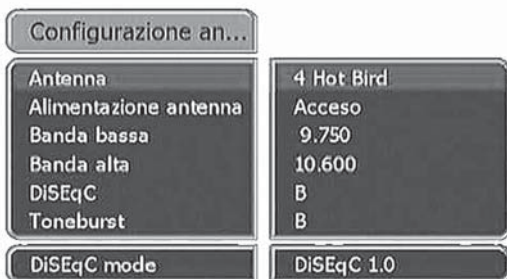 Configurazione an...
Antenna 4 Hot Bird
Alimentazione antenna Acceso
Banda bassa 9.750
Banda alta 10.600
DiSEqC B
Toneburst B
DiSEqC mode DiSEqC 1.0